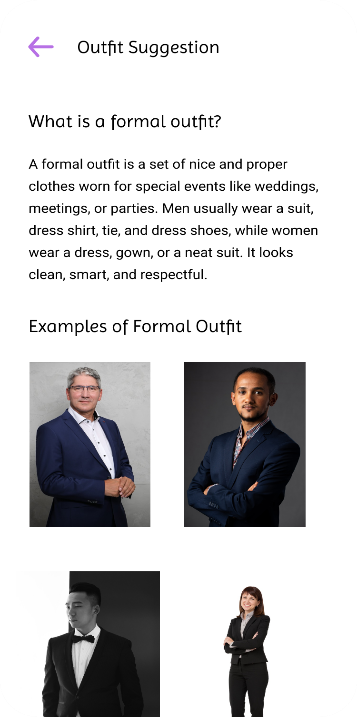 Outfit Suggestion
What is a formal outfit?
A formal outfit is a set of nice and proper
clothes worn for special events like weddings,
meetings, or parties. Men usually wear a suit,
dress shirt, tie, and dress shoes, while women
wear a dress, gown, or a neat suit. It looks
clean, smart, and respectful.
Examples of Formal Outfit